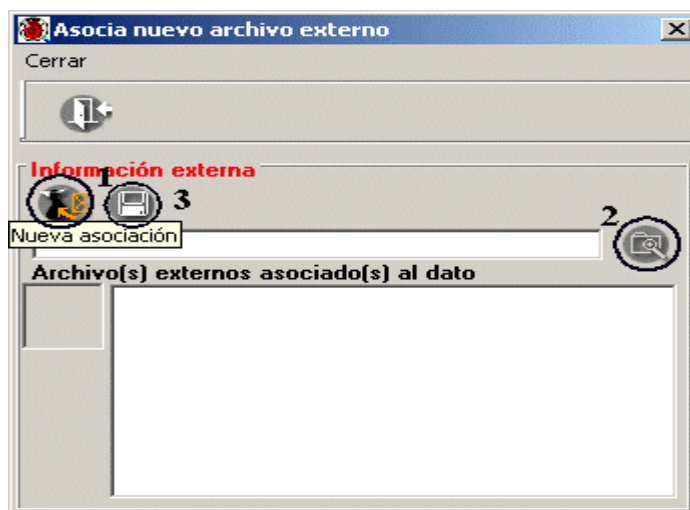 Asocia nuevo archivo externo
Cerrar
Información externa
1
3
2
Nueva asociación
Archivo(s) externos asociado(s) al dato